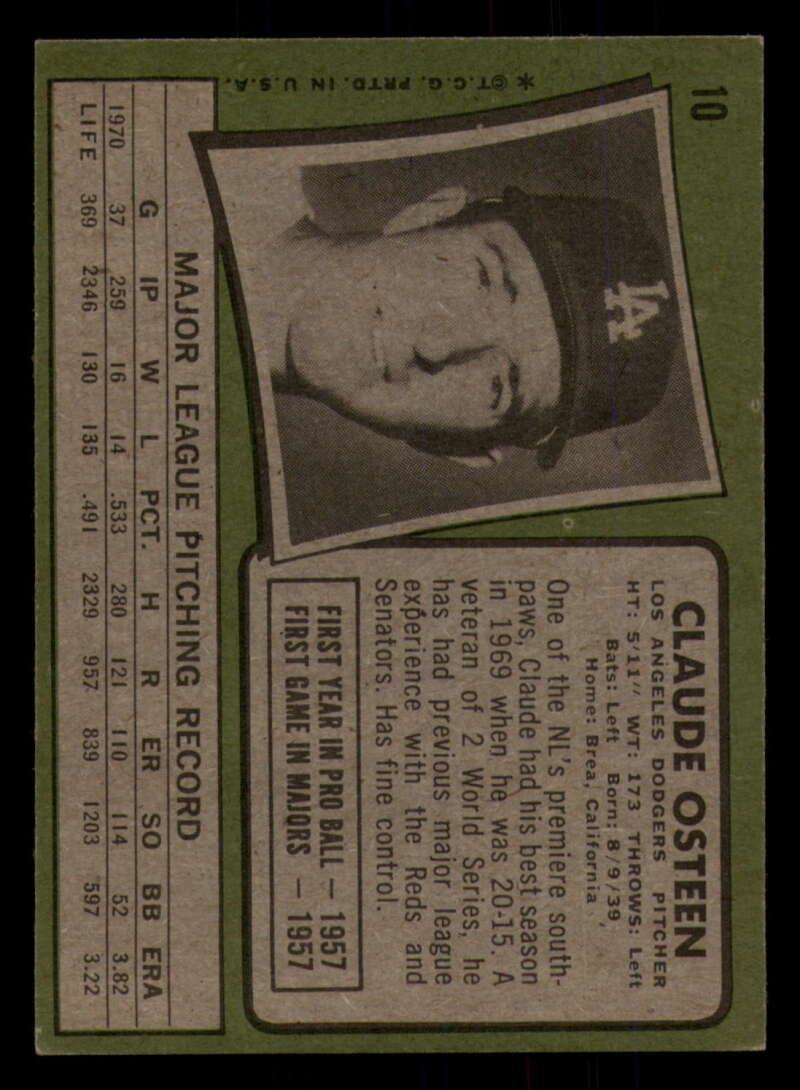 10
LA
CLAUDE OSTEEN
LOS ANGELES DODGERS PITCHER
HT: 5'11" WT: 173 THROWS: Left
Bats: Left Born: 8/9/39,
Home: Brea, California
One of the NL's premiere south-
paws, Claude had his best season
in 1969 when he was 20-15. A
veteran of 2 World Series, he
has had previous major league
experience with the Reds and
Senators. Has fine control.
FIRST YEAR IN PRO BALL — 1957
FIRST GAME IN MAJORS — 1957
MAJOR LEAGUE PITCHING RECORD
G IP W L PCT. H R ER SO BB ERA
1970 37 259 16 14 .533 280 121 110 114 52 3.82
LIFE 369 2346 130 135 .491 2329 957 839 1203 597 3.22
* ©T.C.G. PRTD. IN U.S.A.